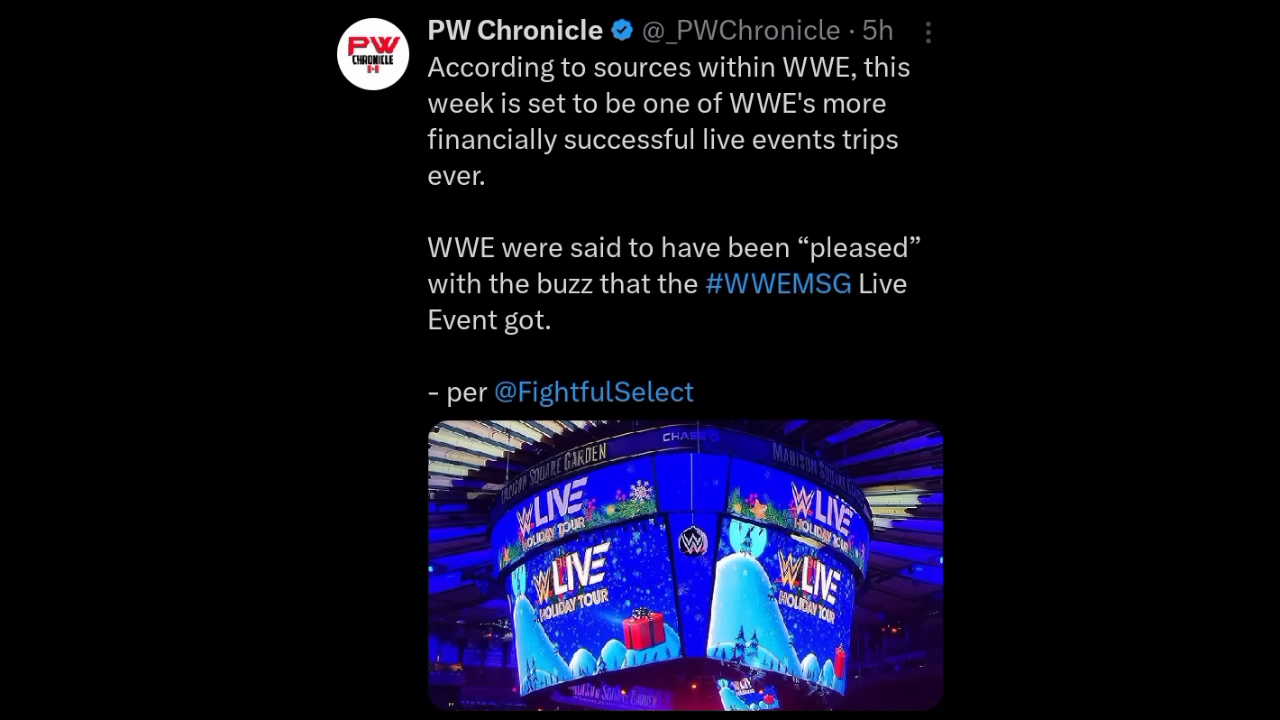 PW
CHRONICLE
PW Chronicle @_PWChronicle · 5h
According to sources within WWE, this
week is set to be one of WWE's more
financially successful live events trips
ever.
WWE were said to have been “pleased”
with the buzz that the #WWEMSG Live
Event got.
- per @FightfulSelect
CHASE
MADISON SQUARE GARDEN
MADISON SQUARE
W LIVE
HOLIDAY TOUR
W LIVE
HOLIDAY TOUR
W
W LIVE
HOLIDAY TOUR
W LIVE
HOLIDAY TOUR
MADISON SQUARE GARDEN